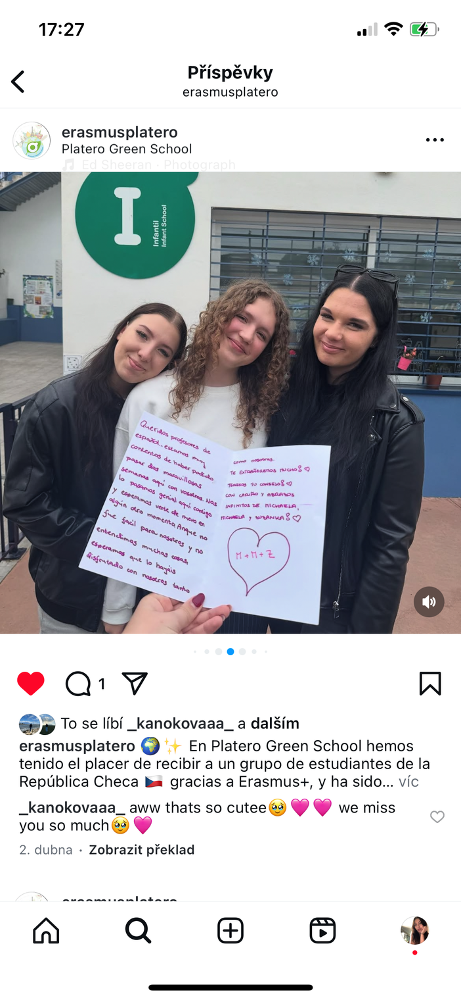 17:27
Příspěvky
erasmusplatero
erasmusplatero
Platero Green School
Ed Sheeran · Photograph
I
Infantil
Infant School
Queridos profesores de
español, estamos muy
contentos de haber podido
pasar dos maravillosas
semanas aquí con vosotros. Nos
lo pasamos genial aquí contigo
y esperamos verte de nuevo en
algún otro momento. Anque no
fue fácil para nosotros y no
entendimas muchas cosas,
esperamos que lo hayáis
disfrutado con nosotros tanto
como nosotros.
TE EXTRAÑAREMOS MUCHO! ♡
TENEMOS TU CONSEJO! ♡
CON CARIÑO Y ABRAZOS
INFINITOS DE MICHAELA,
MICHAELA y ZUZANKA! ♡
M+M+Z
1
To se líbí _kanokovaaa_ a dalším
erasmusplatero 🌍✨ En Platero Green School hemos
tenido el placer de recibir a un grupo de estudiantes de la
República Checa 🇨🇿 gracias a Erasmus+, y ha sido... víc
_kanokovaaa_ aww thats so cutee🥹💗💗 we miss
you so much🥹💗
2. dubna · Zobrazit překlad
erasmusplatero